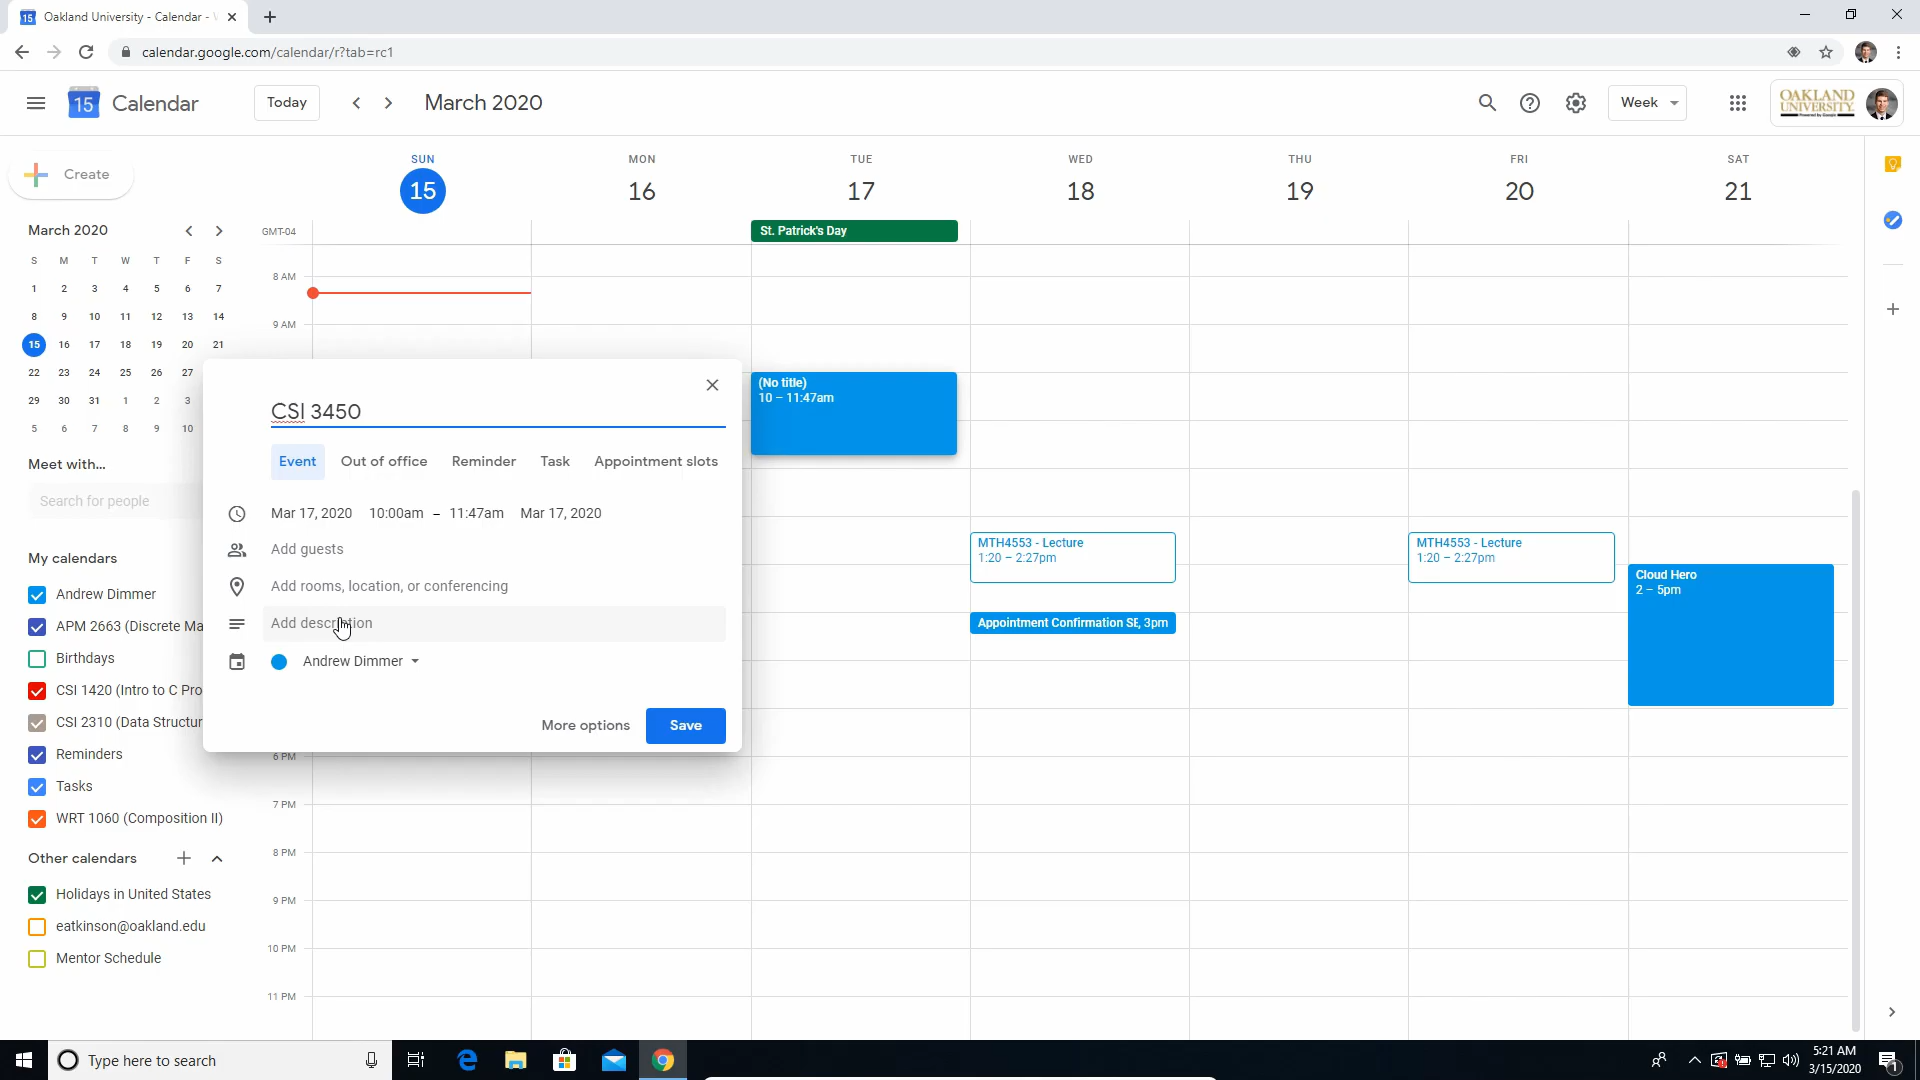 15
Oakland University - Calendar -
calendar.google.com/calendar/r?tab=rc1
15
Calendar
Today
March 2020
Week
OAKLAND
UNIVERSITY
Powered by Google
Create
SUN
15
MON
16
TUE
17
WED
18
THU
19
FRI
20
SAT
21
March 2020
GMT-04
St. Patrick's Day
S M T W T F S
1 2 3 4 5 6 7
8 9 10 11 12 13 14
15 16 17 18 19 20 21
22 23 24 25 26 27
29 30 31 1 2 3
5 6 7 8 9 10
8 AM
9 AM
(No title)
10 – 11:47am
CSI 3450
Event Out of office Reminder Task Appointment slots
Mar 17, 2020 10:00am – 11:47am Mar 17, 2020
Add guests
Add rooms, location, or conferencing
Add description
Andrew Dimmer
More options Save
MTH4553 - Lecture
1:20 – 2:27pm
Appointment Confirmation SE, 3pm
MTH4553 - Lecture
1:20 – 2:27pm
Cloud Hero
2 – 5pm
6 PM
7 PM
8 PM
9 PM
10 PM
11 PM
Meet with...
Search for people
My calendars
Andrew Dimmer
APM 2663 (Discrete Ma
Birthdays
CSI 1420 (Intro to C Pro
CSI 2310 (Data Structur
Reminders
Tasks
WRT 1060 (Composition II)
Other calendars
Holidays in United States
eatkinson@oakland.edu
Mentor Schedule
Type here to search
5:21 AM
3/15/2020
1